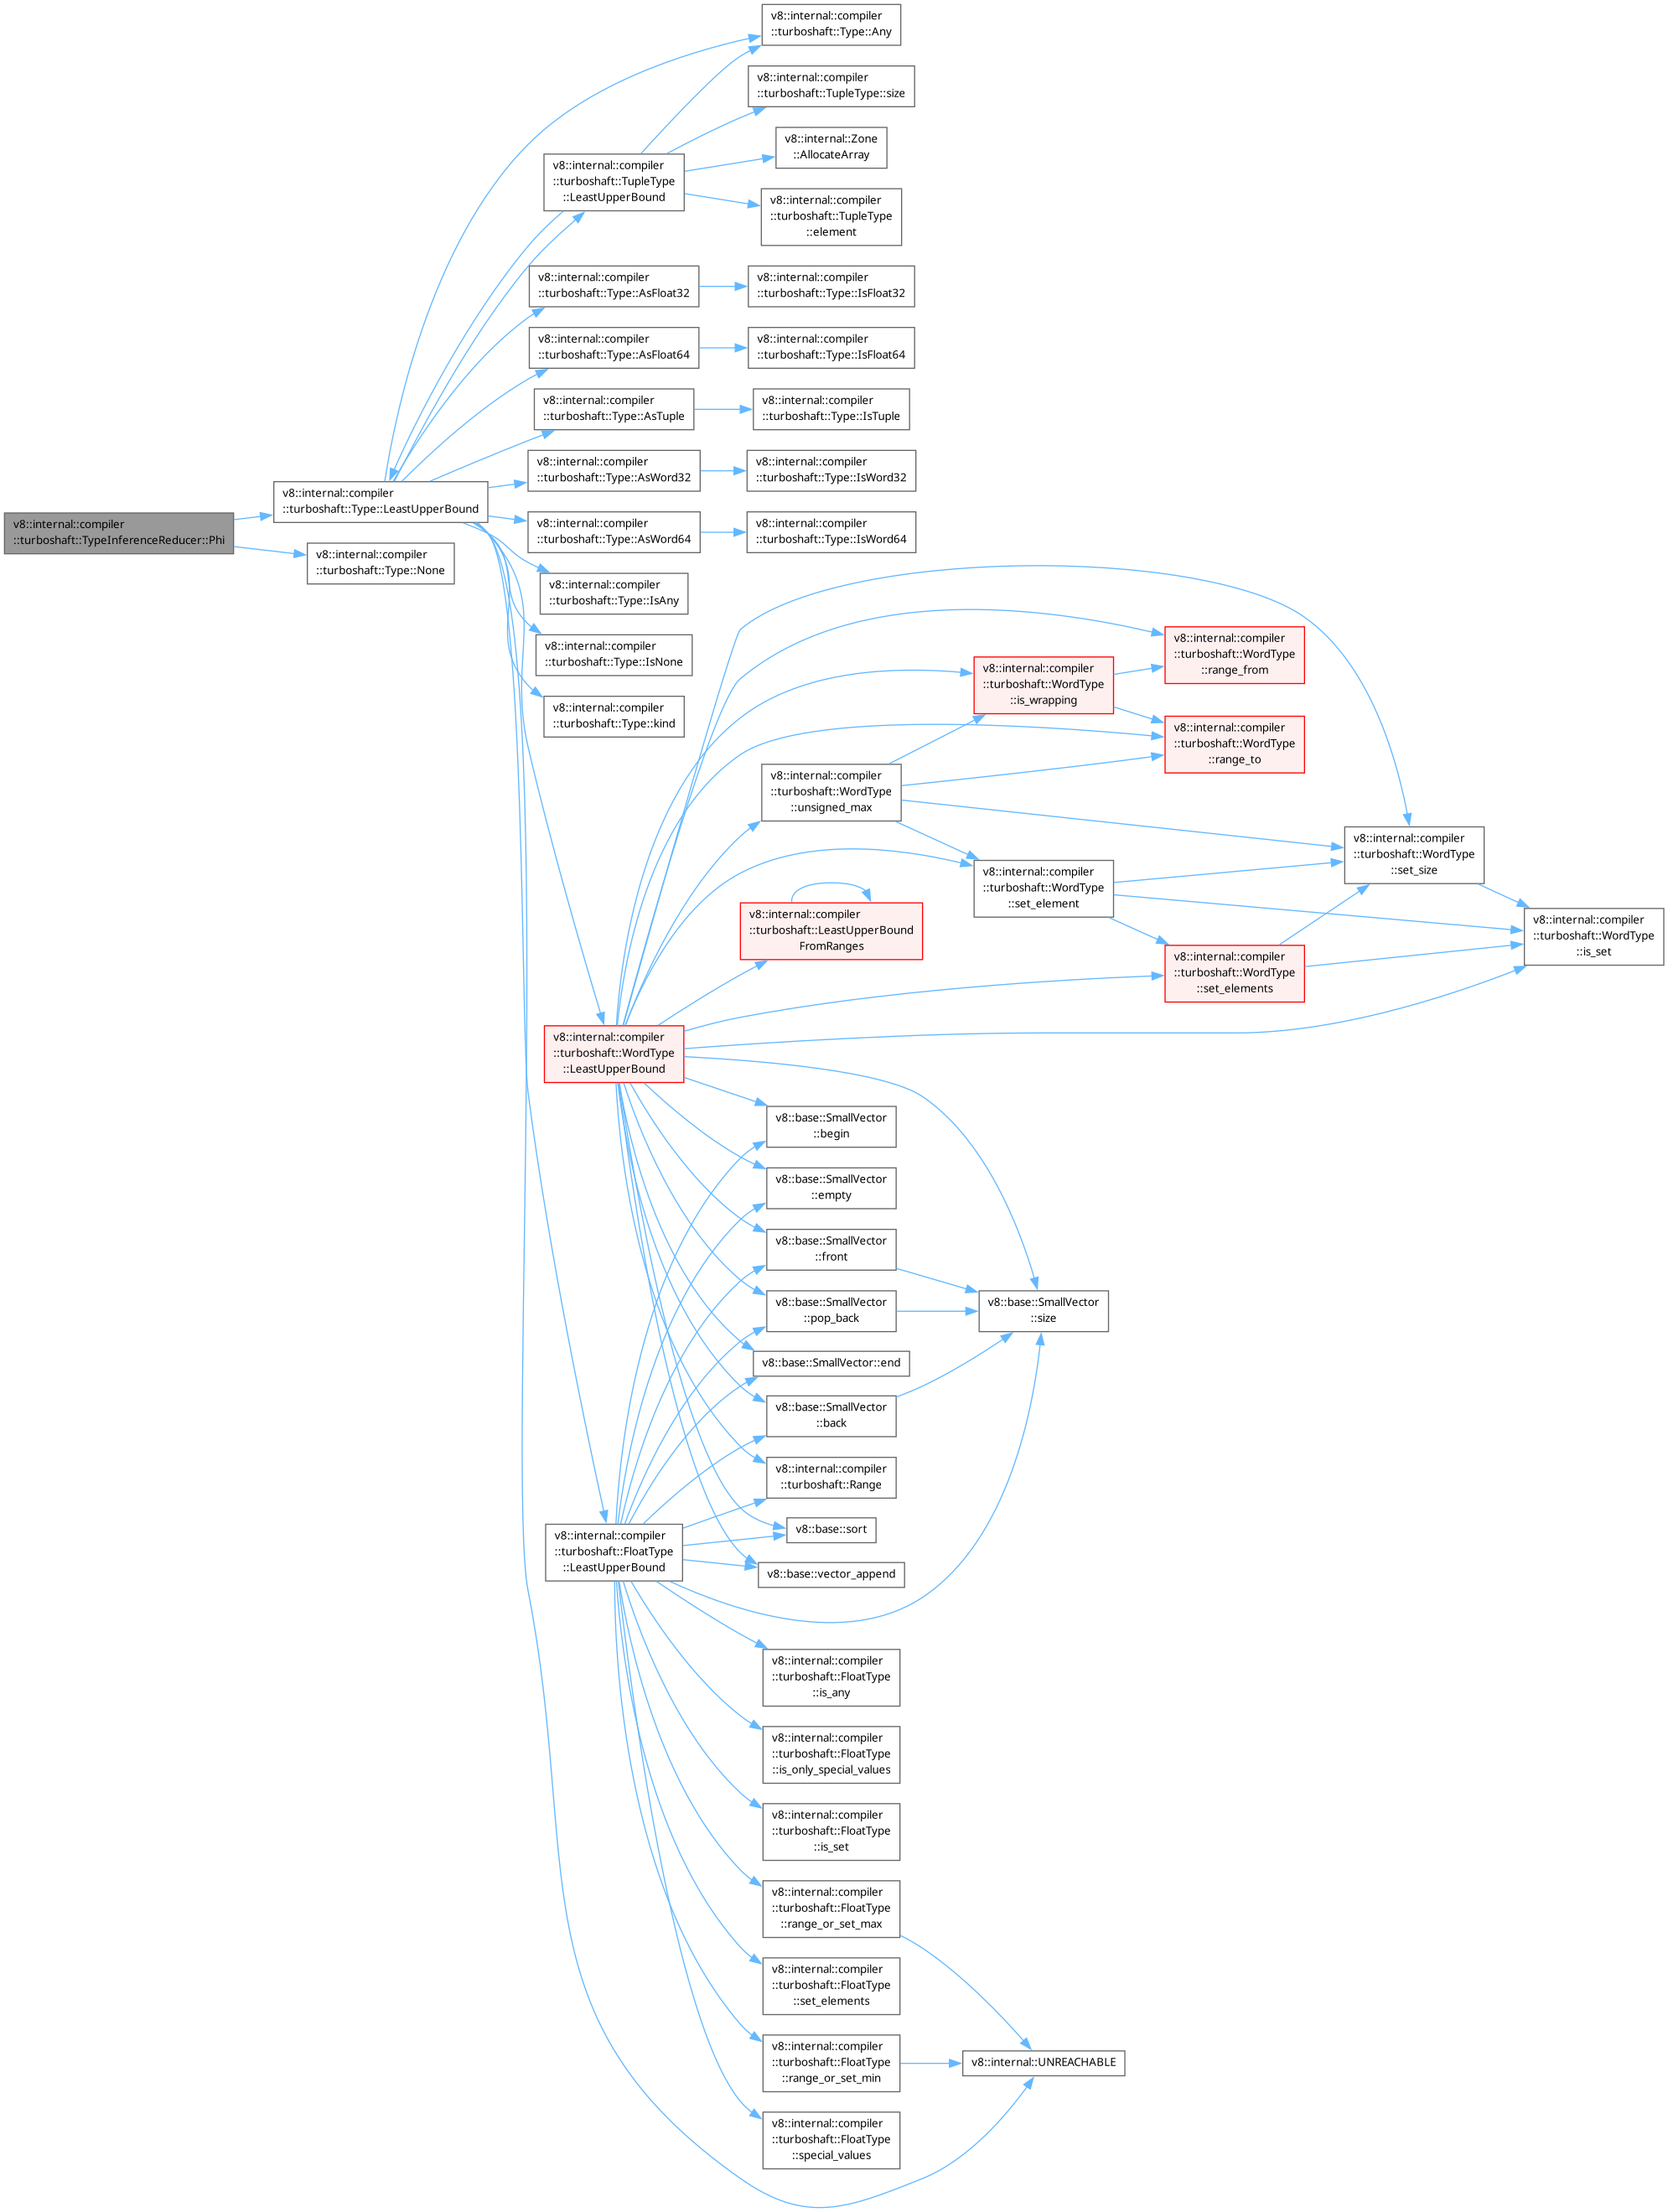 v8::internal::compiler
::turboshaft::TypeInferenceReducer::Phi
v8::internal::compiler
::turboshaft::Type::LeastUpperBound
v8::internal::compiler
::turboshaft::Type::None
v8::internal::compiler
::turboshaft::Type::Any
v8::internal::compiler
::turboshaft::TupleType::size
v8::internal::Zone
::AllocateArray
v8::internal::compiler
::turboshaft::TupleType
::LeastUpperBound
v8::internal::compiler
::turboshaft::TupleType
::element
v8::internal::compiler
::turboshaft::Type::AsFloat32
v8::internal::compiler
::turboshaft::Type::IsFloat32
v8::internal::compiler
::turboshaft::Type::AsFloat64
v8::internal::compiler
::turboshaft::Type::IsFloat64
v8::internal::compiler
::turboshaft::Type::AsTuple
v8::internal::compiler
::turboshaft::Type::IsTuple
v8::internal::compiler
::turboshaft::Type::AsWord32
v8::internal::compiler
::turboshaft::Type::IsWord32
v8::internal::compiler
::turboshaft::Type::AsWord64
v8::internal::compiler
::turboshaft::Type::IsWord64
v8::internal::compiler
::turboshaft::Type::IsAny
v8::internal::compiler
::turboshaft::Type::IsNone
v8::internal::compiler
::turboshaft::Type::kind
v8::internal::compiler
::turboshaft::WordType
::range_from
v8::internal::compiler
::turboshaft::WordType
::is_wrapping
v8::internal::compiler
::turboshaft::WordType
::range_to
v8::internal::compiler
::turboshaft::WordType
::unsigned_max
v8::internal::compiler
::turboshaft::WordType
::set_size
v8::internal::compiler
::turboshaft::WordType
::set_element
v8::internal::compiler
::turboshaft::LeastUpperBound
FromRanges
v8::internal::compiler
::turboshaft::WordType
::is_set
v8::internal::compiler
::turboshaft::WordType
::set_elements
v8::internal::compiler
::turboshaft::WordType
::LeastUpperBound
v8::base::SmallVector
::begin
v8::base::SmallVector
::empty
v8::base::SmallVector
::front
v8::base::SmallVector
::pop_back
v8::base::SmallVector
::size
v8::base::SmallVector::end
v8::base::SmallVector
::back
v8::internal::compiler
::turboshaft::Range
v8::base::sort
v8::internal::compiler
::turboshaft::FloatType
::LeastUpperBound
v8::base::vector_append
v8::internal::compiler
::turboshaft::FloatType
::is_any
v8::internal::compiler
::turboshaft::FloatType
::is_only_special_values
v8::internal::compiler
::turboshaft::FloatType
::is_set
v8::internal::compiler
::turboshaft::FloatType
::range_or_set_max
v8::internal::compiler
::turboshaft::FloatType
::set_elements
v8::internal::compiler
::turboshaft::FloatType
::range_or_set_min
v8::internal::UNREACHABLE
v8::internal::compiler
::turboshaft::FloatType
::special_values